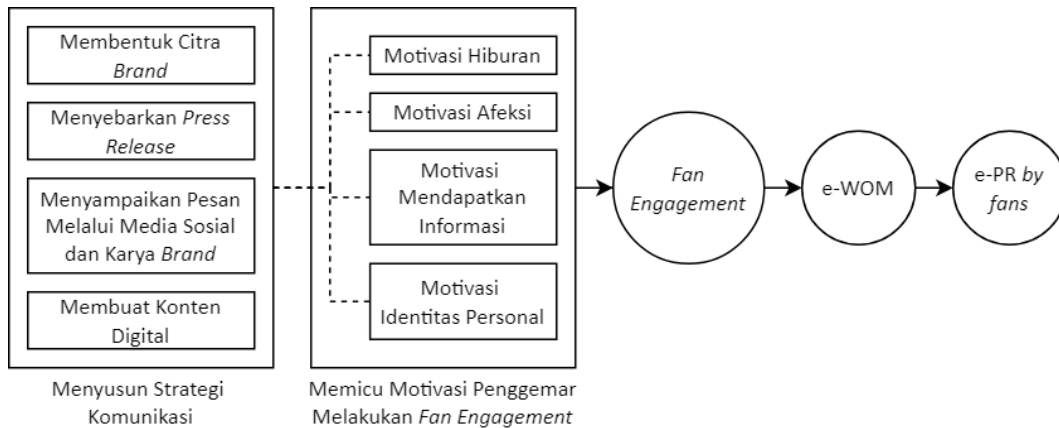 Membentuk Citra
Brand
Menyebarkan Press
Release
Menyampaikan Pesan
Melalui Media Sosial
dan Karya Brand
Membuat Konten
Digital
Menyusun Strategi
Komunikasi
Motivasi Hiburan
Motivasi Afeksi
Motivasi
Mendapatkan
Informasi
Motivasi
Identitas Personal
Memicu Motivasi Penggemar
Melakukan Fan Engagement
Fan
Engagement
e-WOM
e-PR by
fans